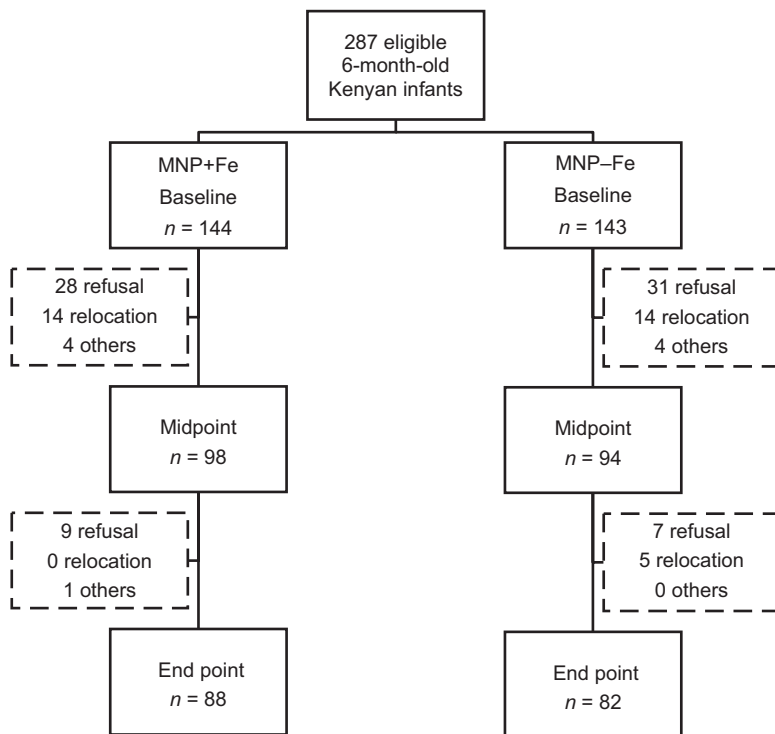 287 eligible
6-month-old
Kenyan infants
MNP+Fe
Baseline
n = 144
MNP–Fe
Baseline
n = 143
28 refusal
14 relocation
4 others
31 refusal
14 relocation
4 others
Midpoint
n = 98
Midpoint
n = 94
9 refusal
0 relocation
1 others
7 refusal
5 relocation
0 others
End point
n = 88
End point
n = 82